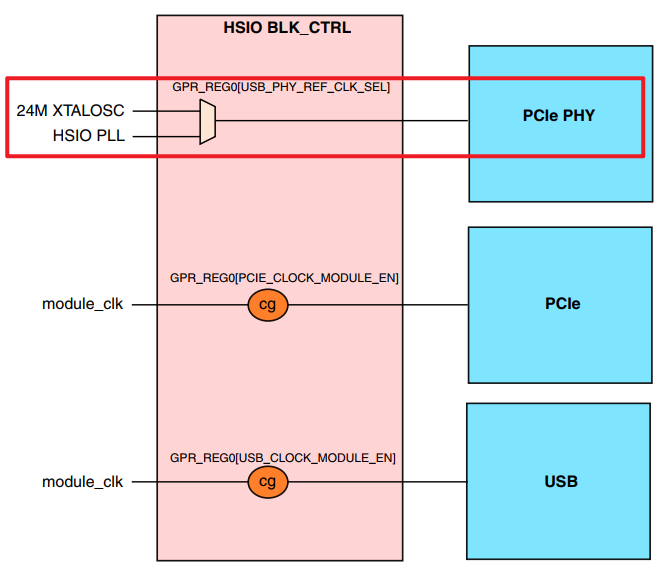 HSIO BLK_CTRL
GPR_REG0[USB_PHY_REF_CLK_SEL]
24M XTALOSC
HSIO PLL
PCIe PHY
GPR_REG0[PCIE_CLOCK_MODULE_EN]
module_clk
cg
PCIe
GPR_REG0[USB_CLOCK_MODULE_EN]
module_clk
cg
USB